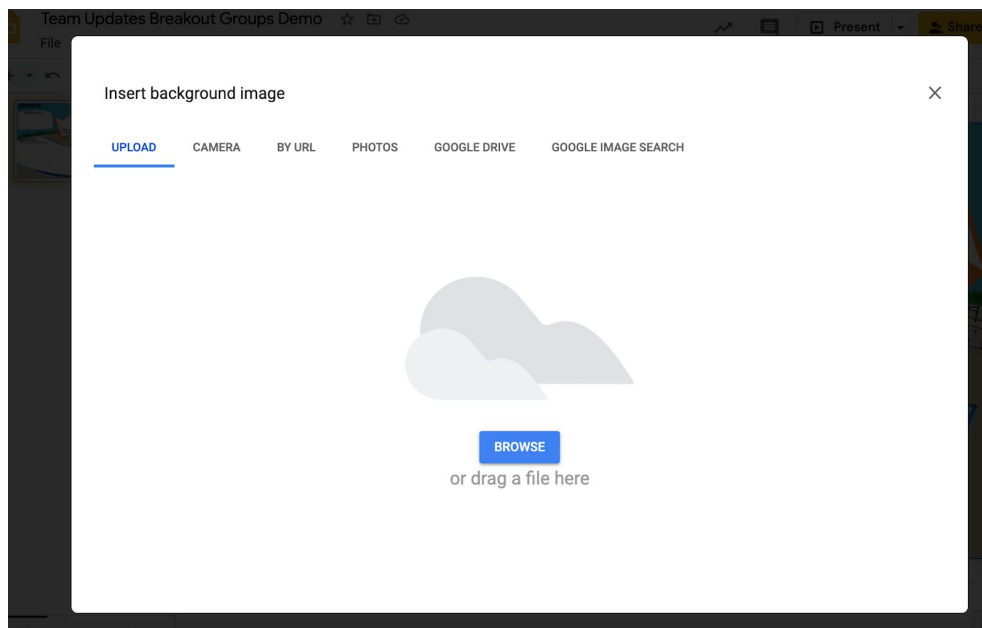 Team Updates Breakout Groups Demo
Present
Share
File
Insert background image
UPLOAD CAMERA BY URL PHOTOS GOOGLE DRIVE GOOGLE IMAGE SEARCH
BROWSE
or drag a file here